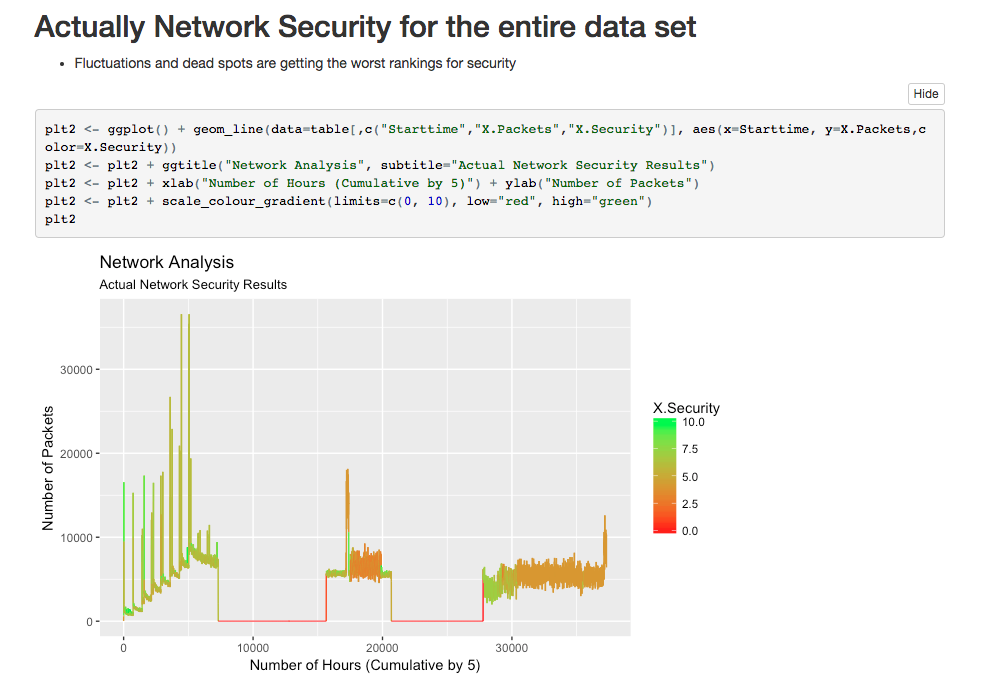 Actually Network Security for the entire data set
• Fluctuations and dead spots are getting the worst rankings for security
Hide
plt2 <- ggplot() + geom_line(data=table[,c("Starttime","X.Packets","X.Security")], aes(x=Starttime, y=X.Packets,c
olor=X.Security))
plt2 <- plt2 + ggtitle("Network Analysis", subtitle="Actual Network Security Results")
plt2 <- plt2 + xlab("Number of Hours (Cumulative by 5)") + ylab("Number of Packets")
plt2 <- plt2 + scale_colour_gradient(limits=c(0, 10), low="red", high="green")
plt2
Network Analysis
Actual Network Security Results
Number of Packets
30000
20000
10000
0
0
10000
20000
30000
Number of Hours (Cumulative by 5)
X.Security
10.0
7.5
5.0
2.5
0.0